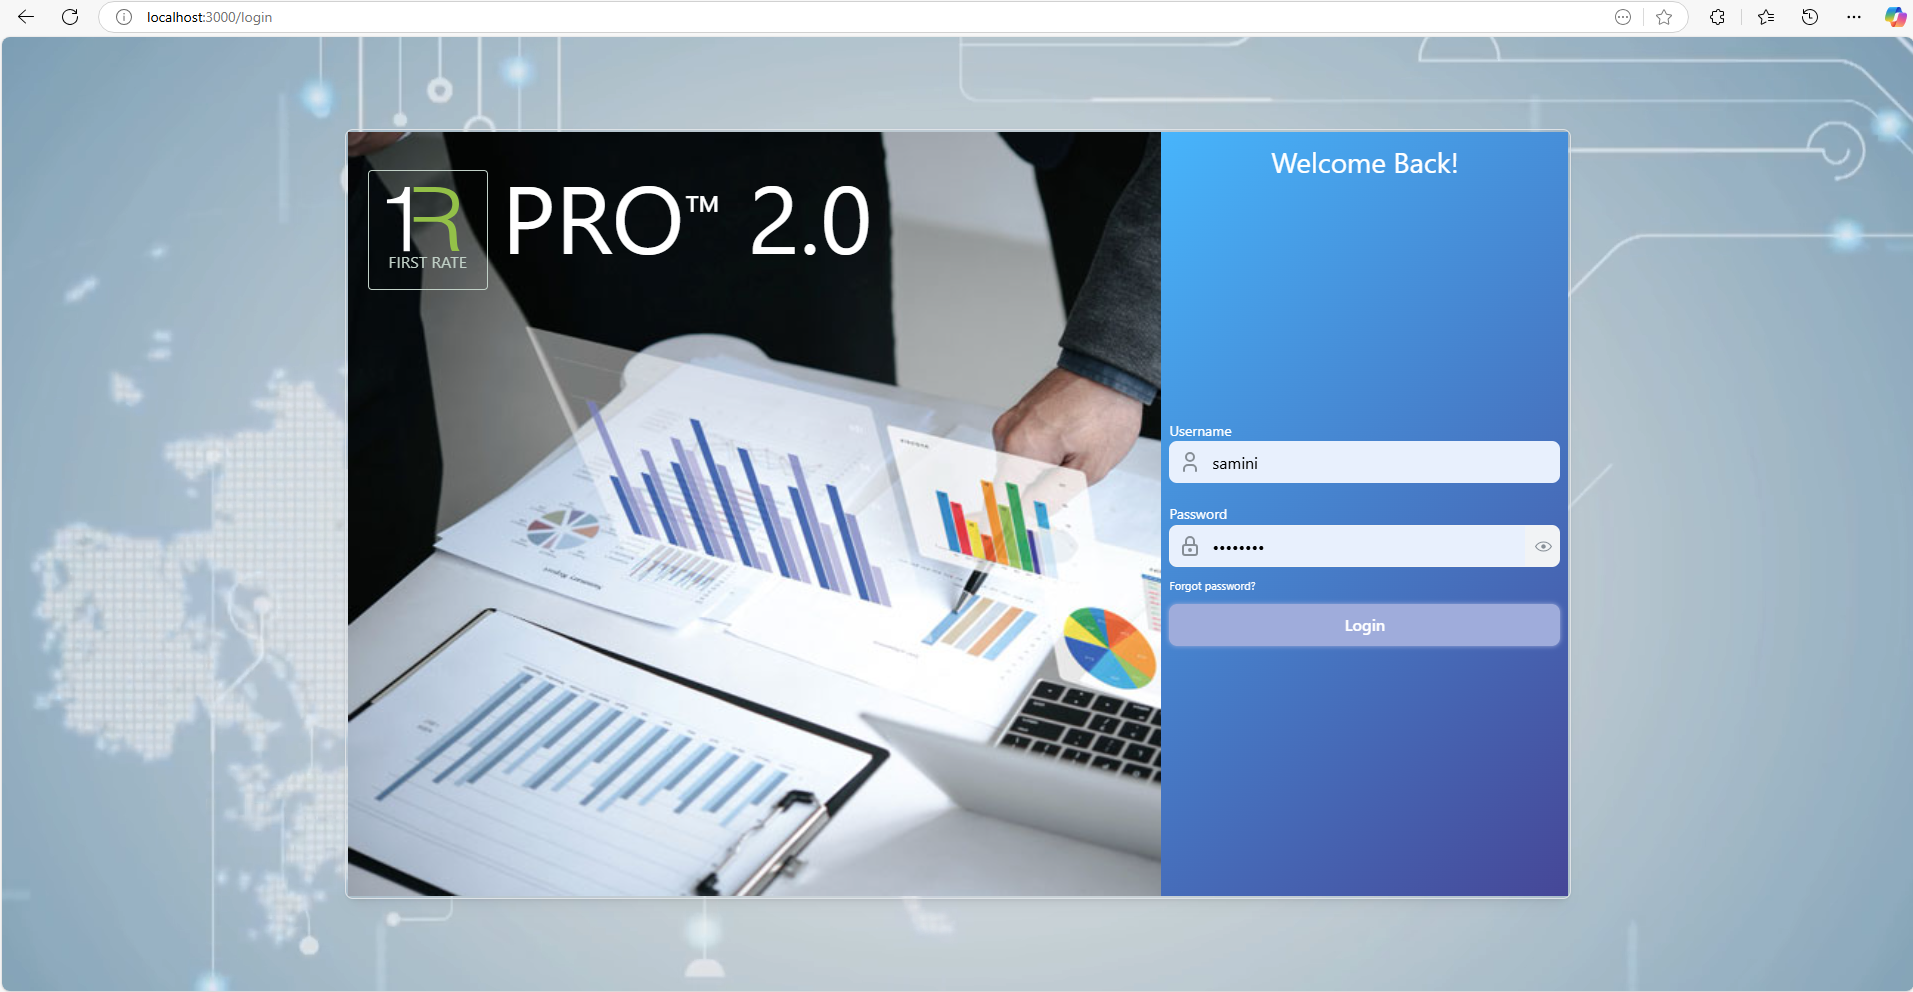 localhost:3000/login
1R
FIRST RATE
PRO™ 2.0
Welcome Back!
Username
samini
Password
••••••••
Forgot password?
Login